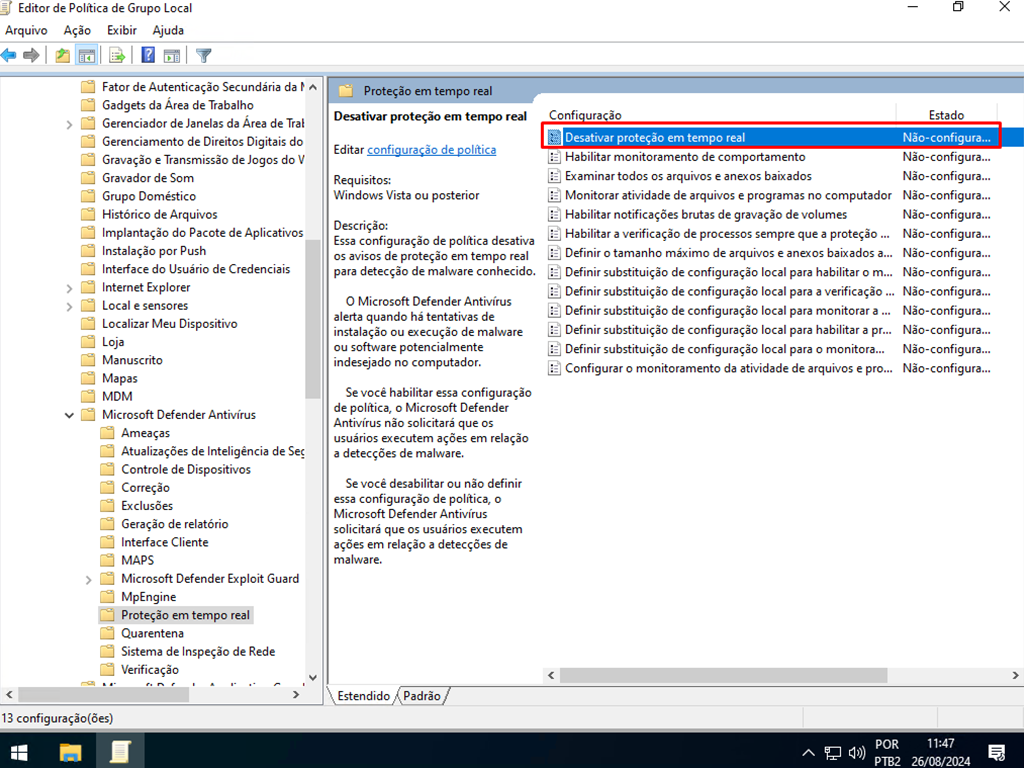 Editor de Política de Grupo Local
Arquivo Ação Exibir Ajuda
Fator de Autenticação Secundária da M
Gadgets da Área de Trabalho
Gerenciador de Janelas da Área de Trab
Gerenciamento de Direitos Digitais do
Gravação e Transmissão de Jogos do W
Gravador de Som
Grupo Doméstico
Histórico de Arquivos
Implantação do Pacote de Aplicativos
Instalação por Push
Interface do Usuário de Credenciais
Internet Explorer
Local e sensores
Localizar Meu Dispositivo
Loja
Manuscrito
Mapas
MDM
Microsoft Defender Antivírus
Ameaças
Atualizações de Inteligência de Seg
Controle de Dispositivos
Correção
Exclusões
Geração de relatório
Interface Cliente
MAPS
Microsoft Defender Exploit Guard
MpEngine
Proteção em tempo real
Quarentena
Sistema de Inspeção de Rede
Verificação
Proteção em tempo real
Desativar proteção em tempo real
Editar configuração de política
Requisitos:
Windows Vista ou posterior
Descrição:
Essa configuração de política desativa
os avisos de proteção em tempo real
para detecção de malware conhecido.
O Microsoft Defender Antivírus
alerta quando há tentativas de
instalação ou execução de malware
ou software potencialmente
indesejado no computador.
Se você habilitar essa configuração
de política, o Microsoft Defender
Antivírus não solicitará que os
usuários executem ações em relação
a detecções de malware.
Se você desabilitar ou não definir
essa configuração de política, o
Microsoft Defender Antivírus
solicitará que os usuários executem
ações em relação a detecções de
malware.
Configuração Estado
Desativar proteção em tempo real Não-configura...
Habilitar monitoramento de comportamento Não-configura...
Examinar todos os arquivos e anexos baixados Não-configura...
Monitorar atividade de arquivos e programas no computador Não-configura...
Habilitar notificações brutas de gravação de volumes Não-configura...
Habilitar a verificação de processos sempre que a proteção ... Não-configura...
Definir o tamanho máximo de arquivos e anexos baixados a... Não-configura...
Definir substituição de configuração local para habilitar o m... Não-configura...
Definir substituição de configuração local para a verificação ... Não-configura...
Definir substituição de configuração local para monitorar a ... Não-configura...
Definir substituição de configuração local para habilitar a pr... Não-configura...
Definir substituição de configuração local para o monitora... Não-configura...
Configurar o monitoramento da atividade de arquivos e pro... Não-configura...
Estendido Padrão
13 configuração(ões)
POR
PTB2
11:47
26/08/2024